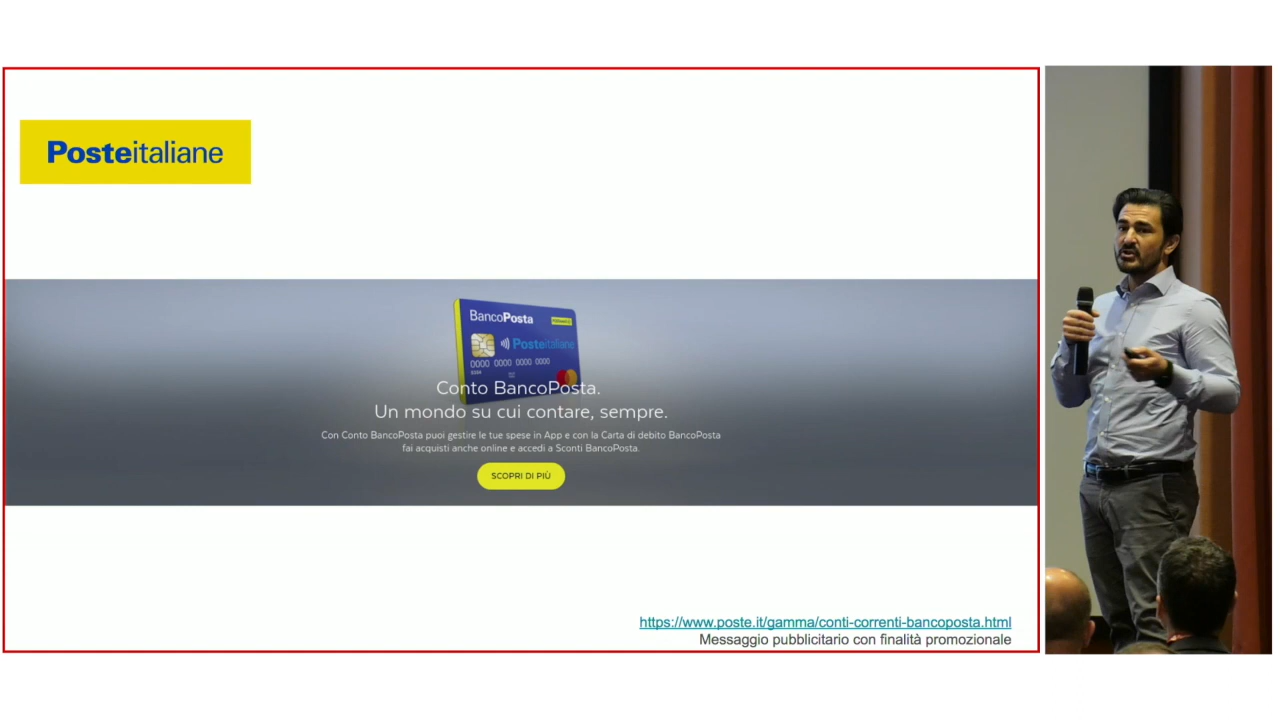 Posteitaliane
BancoPosta
Posteitaliane
0000 0000 0000 0000
Conto BancoPosta.
Un mondo su cui contare, sempre.
Con Conto BancoPosta puoi gestire le tue spese in App e con la Carta di debito BancoPosta
fai acquisti anche online e accedi a Sconti BancoPosta.
SCOPRI DI PIÙ
https://www.poste.it/gamma/conti-correnti-bancoposta.html
Messaggio pubblicitario con finalità promozionale